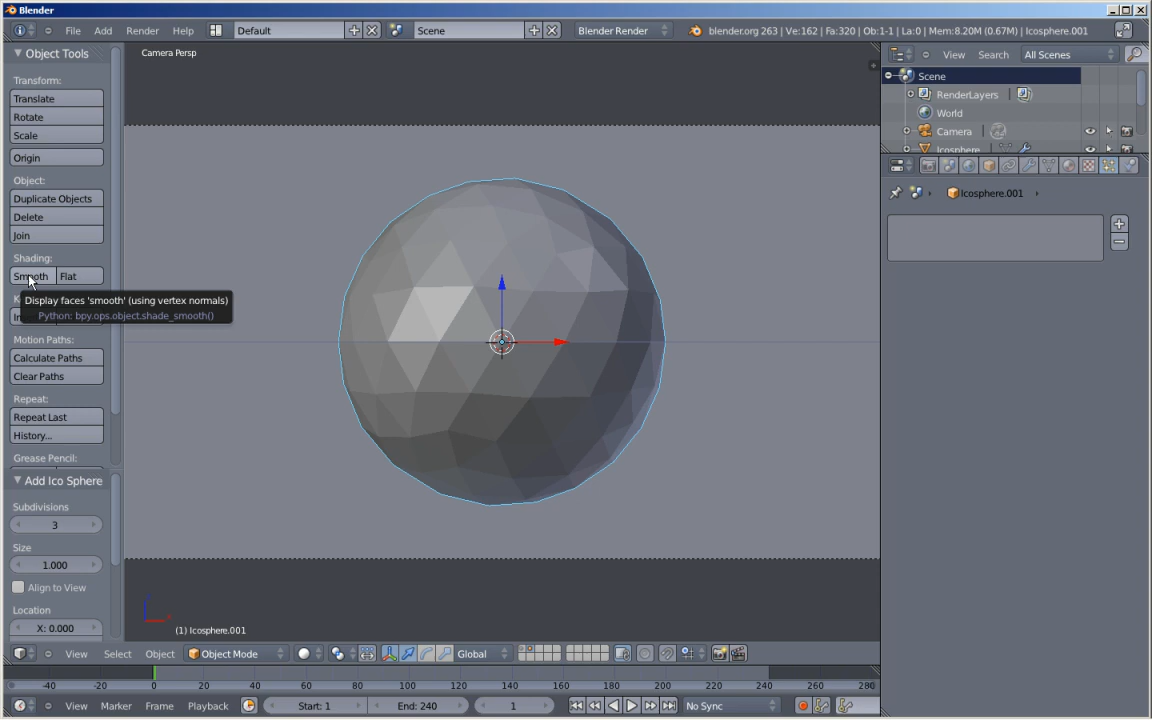 Blender
File Add Render Help Default Scene Blender Render blender.org 263 | Ve:162 | Fa:320 | Ob:1-1 | La:0 | Mem:8.20M (0.67M) | Icosphere.001
Object Tools
Transform:
Translate
Rotate
Scale
Origin
Object:
Duplicate Objects
Delete
Join
Shading:
Smooth Flat
Display faces 'smooth' (using vertex normals)
Python: bpy.ops.object.shade_smooth()
Motion Paths:
Calculate Paths
Clear Paths
Repeat:
Repeat Last
History...
Grease Pencil:
Add Ico Sphere
Subdivisions
3
Size
1.000
Align to View
Location
X: 0.000
Camera Persp
(1) Icosphere.001
View Search All Scenes
Scene
RenderLayers
World
Camera
Icosphere
Icosphere.001
View Select Object Object Mode Global
-40 -20 0 20 40 60 80 100 120 140 160 180 200 220 240 260 280
View Marker Frame Playback Start: 1 End: 240 1 No Sync